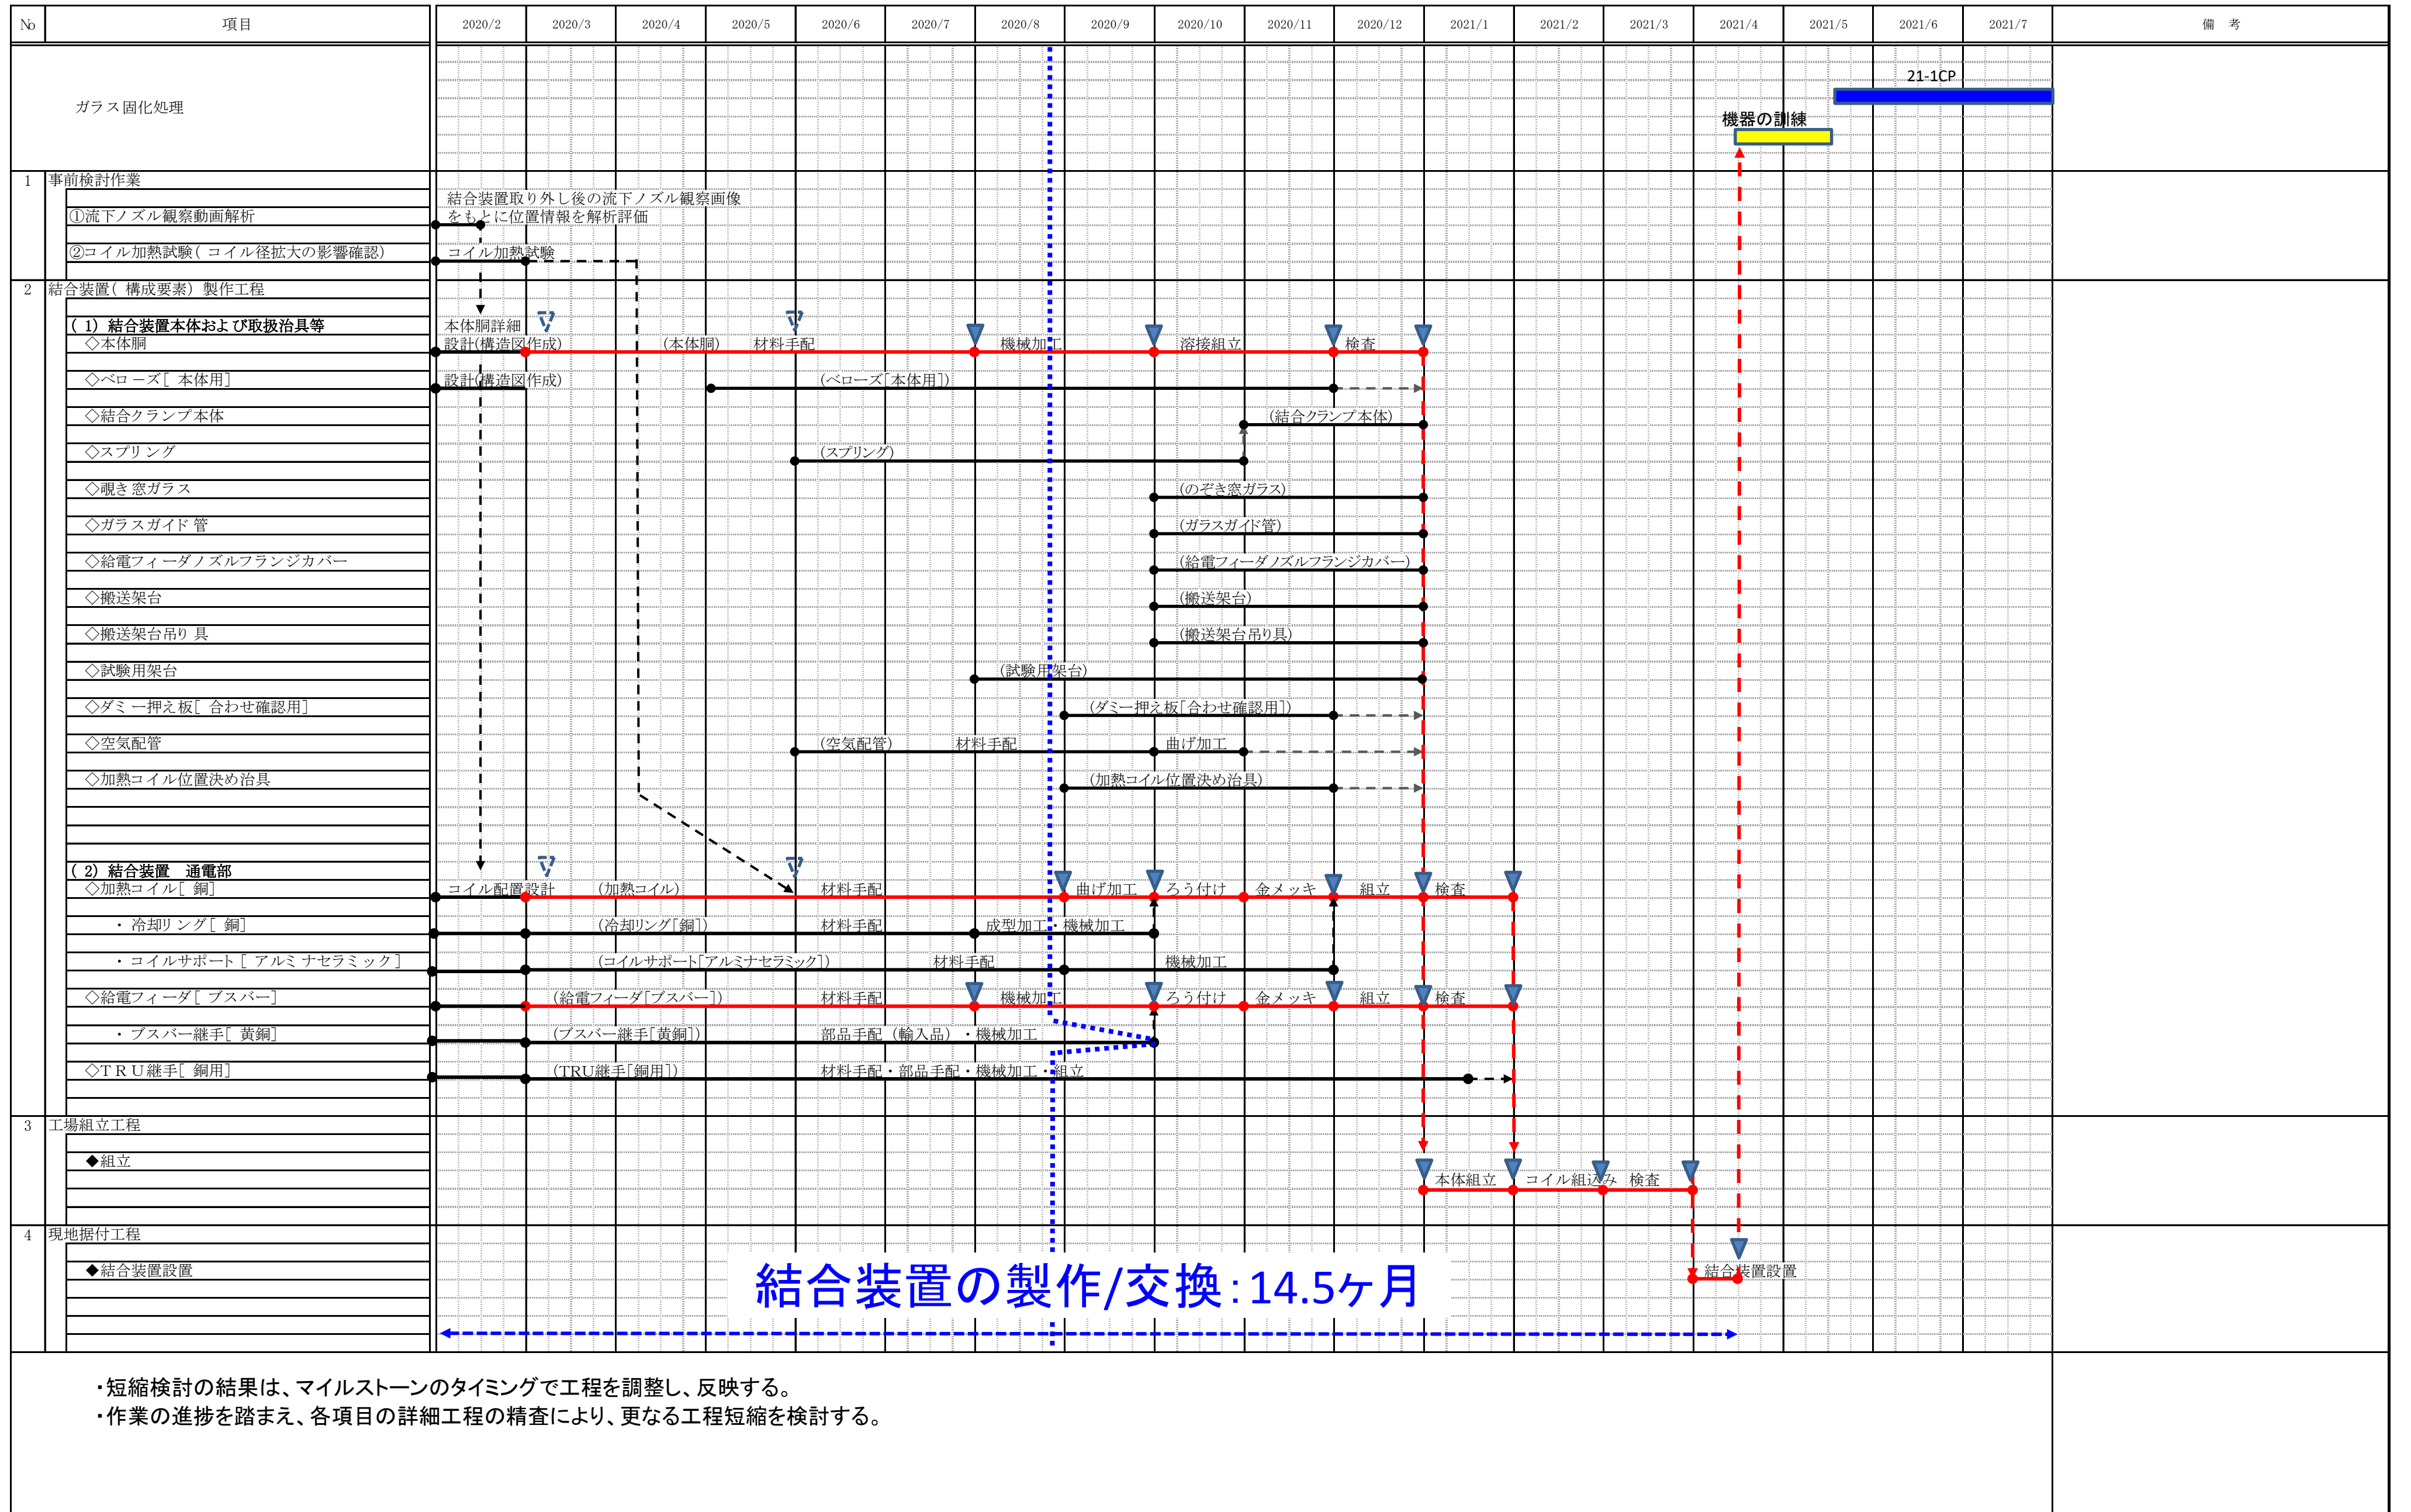 № 項目 2020/2 2020/3 2020/4 2020/5 2020/6 2020/7 2020/8 2020/9 2020/10 2020/11 2020/12 2021/1 2021/2 2021/3 2021/4 2021/5 2021/6 2021/7 備 考
21-1CP
ガラス固化処理
機器の訓練
1 事前検討作業
結合装置取り外し後の流下ノズル観察画像
①流下ノズル観察動画解析 をもとに位置情報を解析評価
②コイル加熱試験(コイル径拡大の影響確認) コイル加熱試験
2 結合装置(構成要素)製作工程
(1)結合装置本体および取扱治具等 本体胴詳細
◇本体胴 設計(構造図作成) (本体胴) 材料手配 機械加工 溶接組立 検査
◇ベローズ[本体用] 設計(構造図作成) (ベローズ[本体用])
◇結合クランプ本体 (結合クランプ本体)
◇スプリング (スプリング)
◇覗き窓ガラス (のぞき窓ガラス)
◇ガラスガイド管 (ガラスガイド管)
◇給電フィーダノズルフランジカバー (給電フィーダノズルフランジカバー)
◇搬送架台 (搬送架台)
◇搬送架台吊り具 (搬送架台吊り具)
◇試験用架台 (試験用架台)
◇ダミー押え板[合わせ確認用] (ダミー押え板[合わせ確認用])
◇空気配管 (空気配管) 材料手配 曲げ加工
◇加熱コイル位置決め治具 (加熱コイル位置決め治具)
(2)結合装置 通電部
◇加熱コイル[銅] コイル配置設計 (加熱コイル) 材料手配 曲げ加工 ろう付け 金メッキ 組立 検査
・冷却リング[銅] (冷却リング[銅]) 材料手配 成型加工・機械加工
・コイルサポート[アルミナセラミック] (コイルサポート[アルミナセラミック]) 材料手配 機械加工
◇給電フィーダ[ブスバー] (給電フィーダ[ブスバー]) 材料手配 機械加工 ろう付け 金メッキ 組立 検査
・ブスバー継手[黄銅] (ブスバー継手[黄銅]) 部品手配(輸入品)・機械加工
◇TRU継手[銅用] (TRU継手[銅用]) 材料手配・部品手配・機械加工・組立
3 工場組立工程
◆組立 本体組立 コイル組込み 検査
4 現地据付工程
◆結合装置設置 結合装置設置
結合装置の製作/交換:14.5ヶ月
・短縮検討の結果は、マイルストーンのタイミングで工程を調整し、反映する。
・作業の進捗を踏まえ、各項目の詳細工程の精査により、更なる工程短縮を検討する。